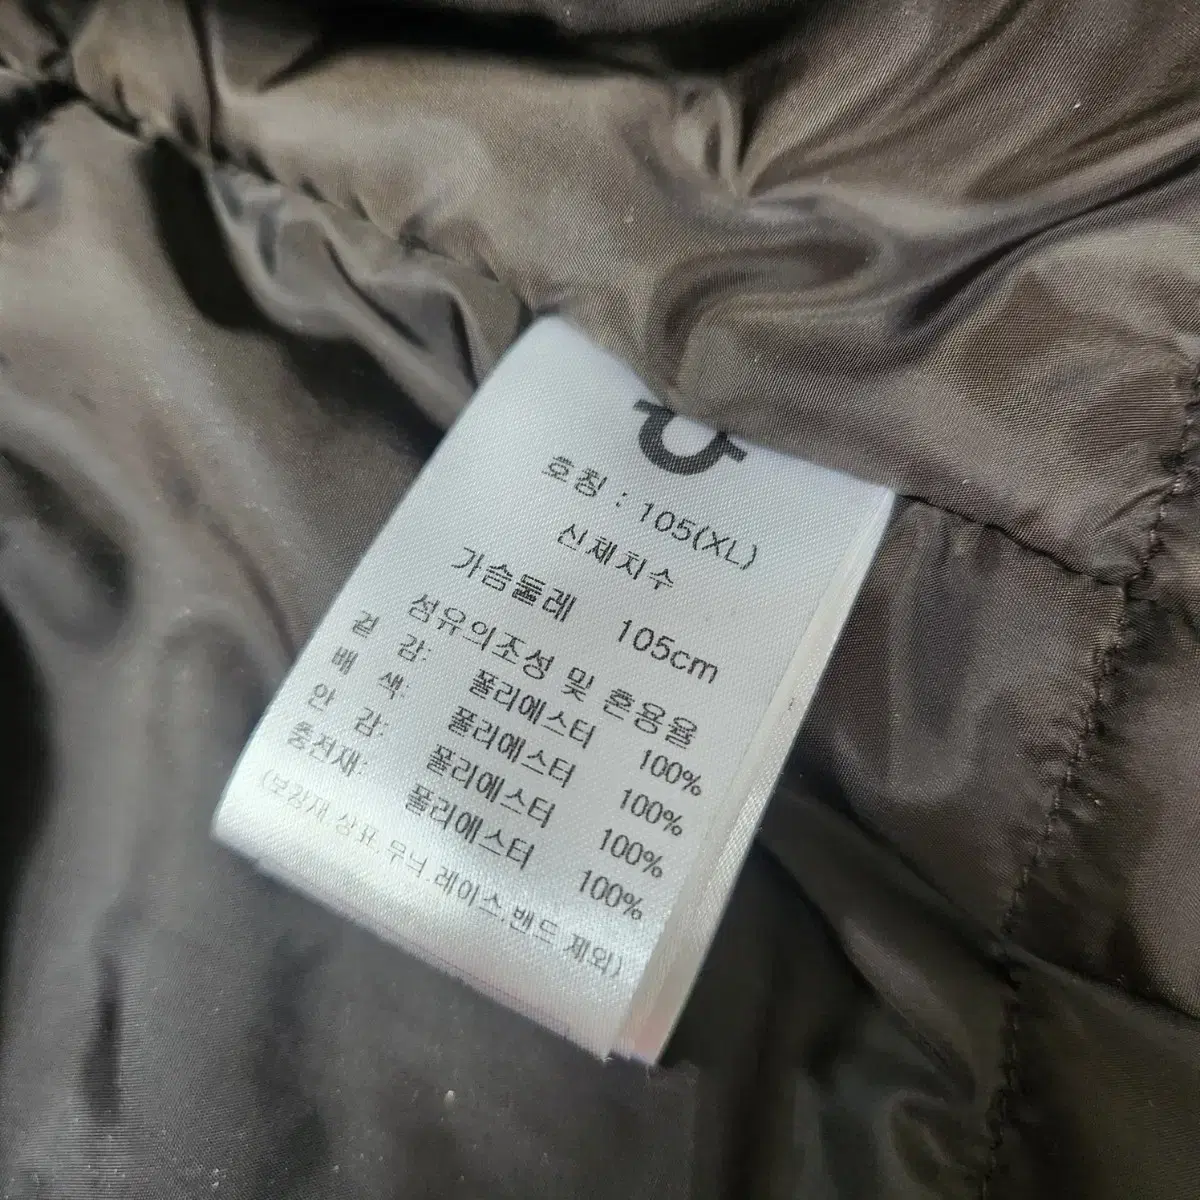 호칭 : 105(XL)
신체치수
가슴둘레 105cm
섬유의조성 및 혼용율
겉 감: 폴리에스터 100%
배 색: 폴리에스터 100%
안 감: 폴리에스터 100%
충전재: 폴리에스터 100%
(보강재,상표,무늬,레이스,밴드 제외)